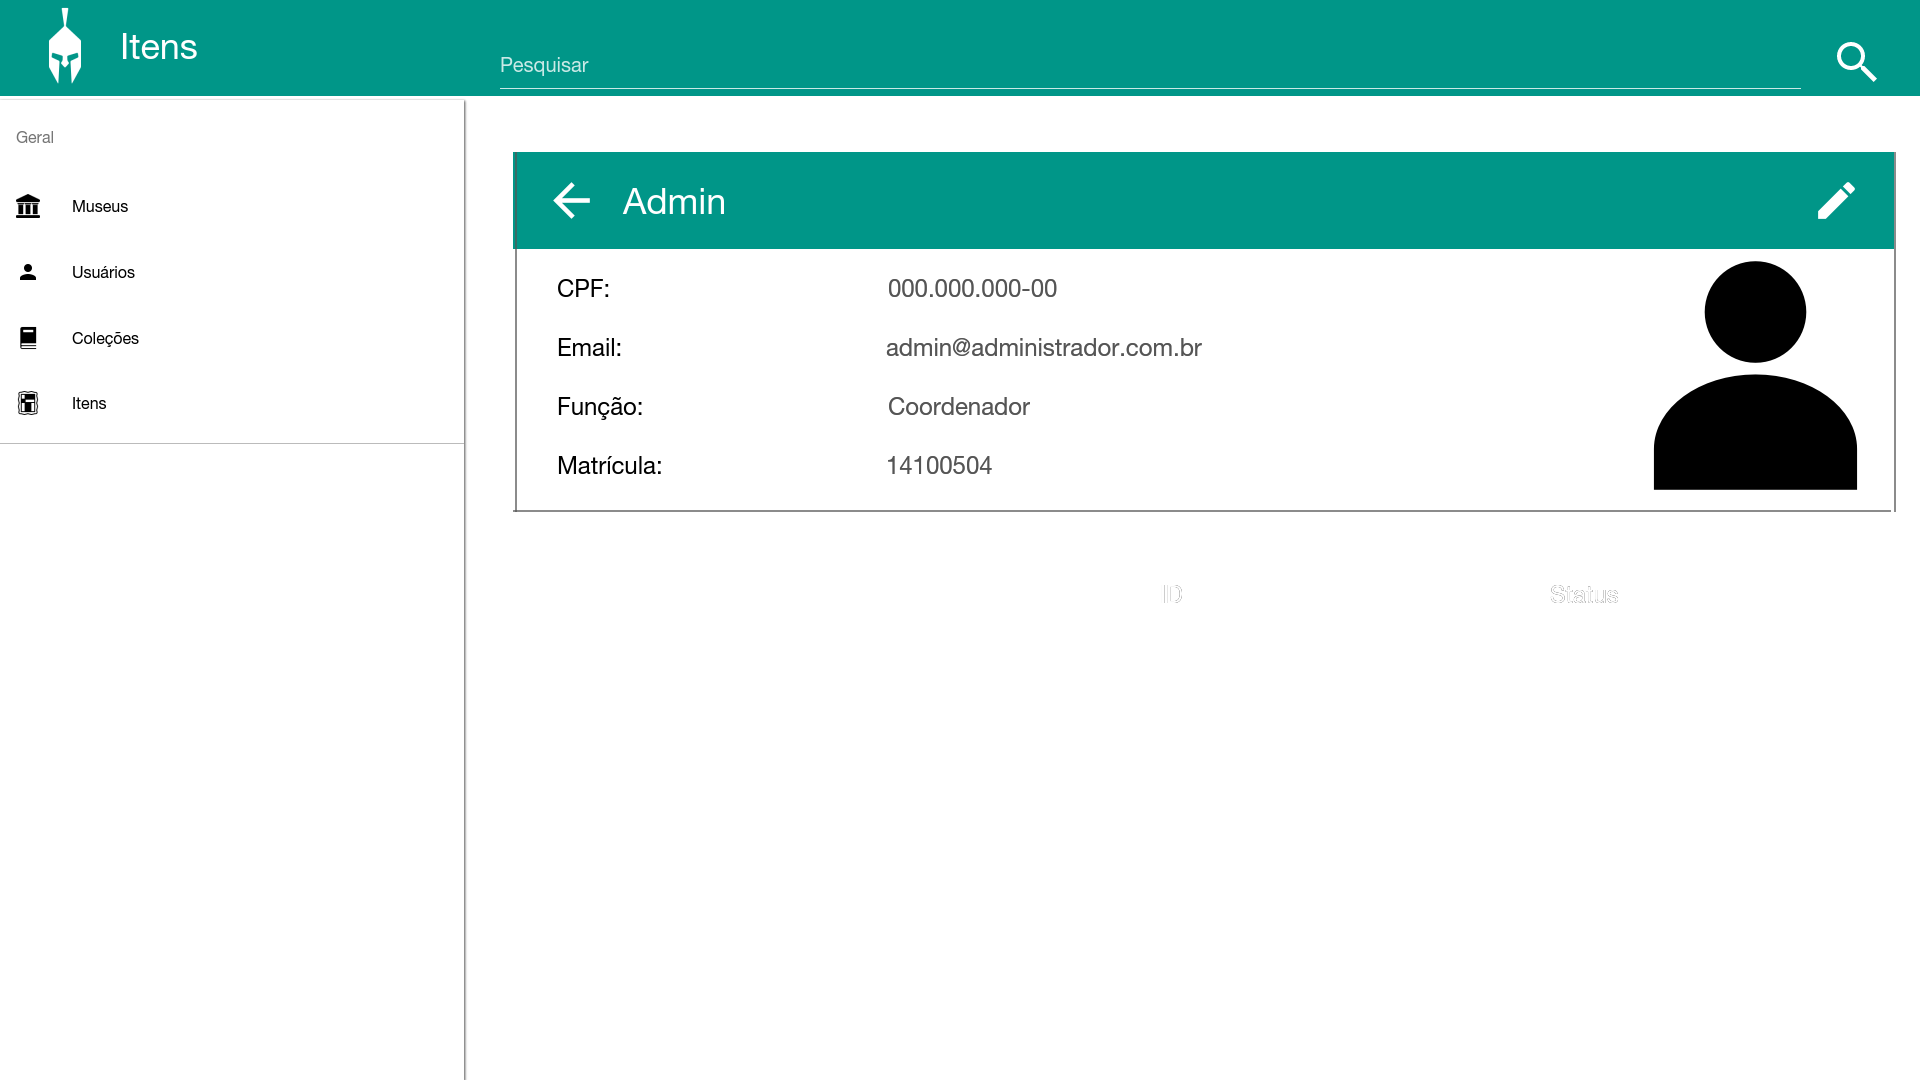 Itens
Pesquisar
Geral
Museus
Usuários
Coleções
Itens
Admin
CPF: 000.000.000-00
Email: admin@administrador.com.br
Função: Coordenador
Matrícula: 14100504
ID Status